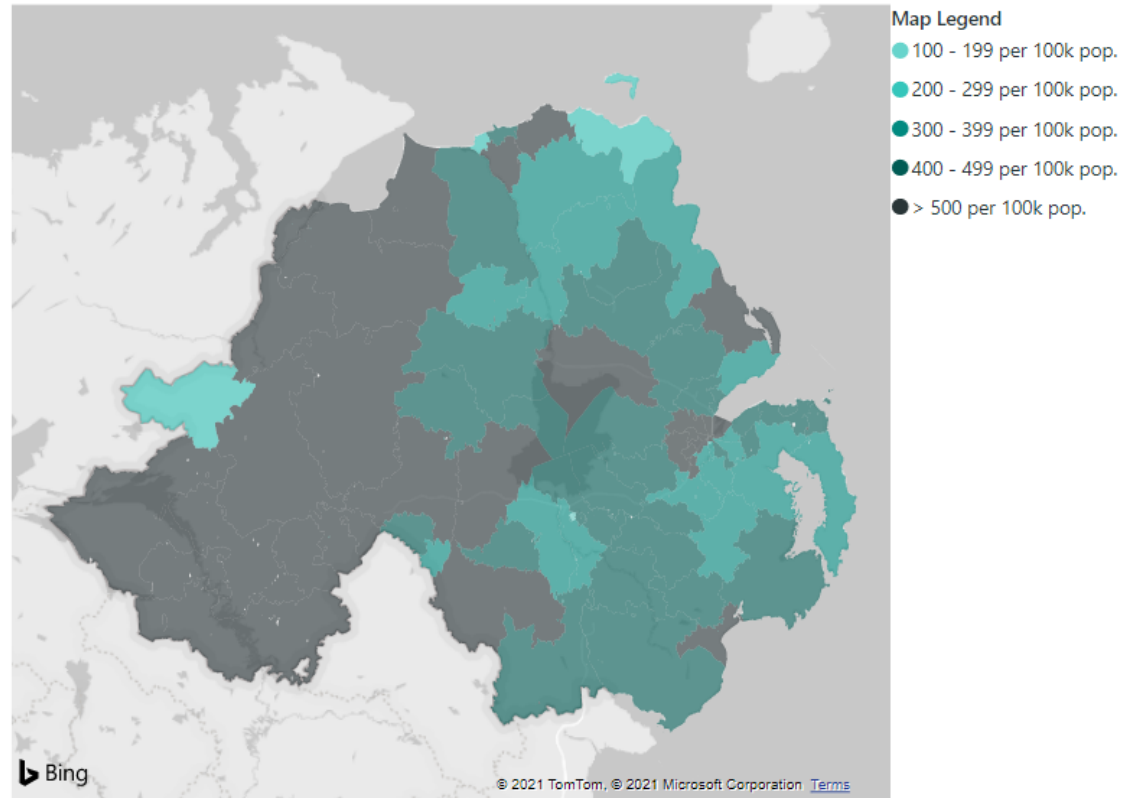 Map Legend
100 - 199 per 100k pop.
200 - 299 per 100k pop.
300 - 399 per 100k pop.
400 - 499 per 100k pop.
> 500 per 100k pop.
Bing
© 2021 TomTom, © 2021 Microsoft Corporation Terms